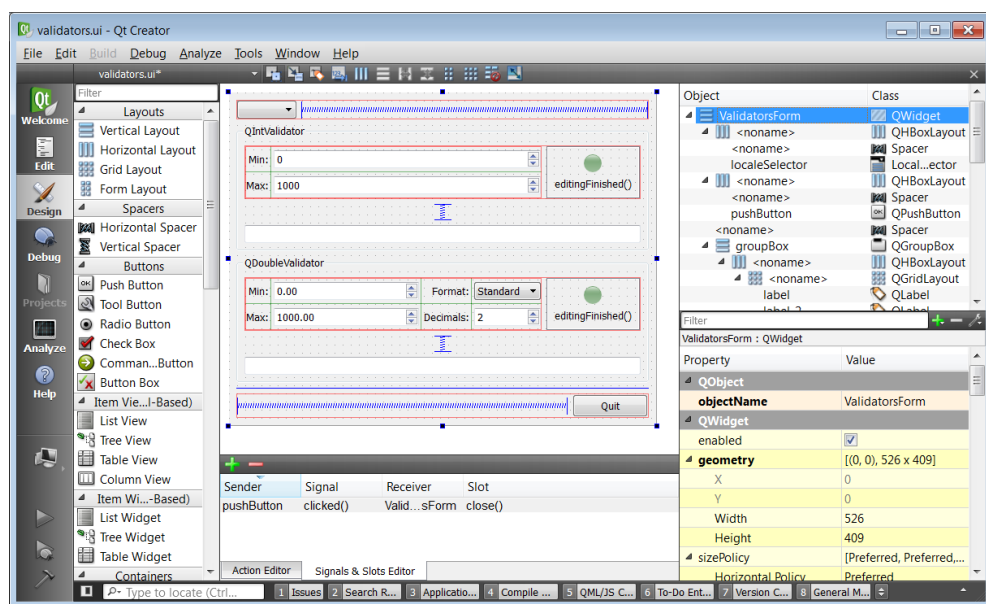 validators.ui - Qt Creator
File Edit Build Debug Analyze Tools Window Help
validators.ui*
Welcome
Edit
Design
Debug
Projects
Analyze
Help
Filter
Layouts
Vertical Layout
Horizontal Layout
Grid Layout
Form Layout
Spacers
Horizontal Spacer
Vertical Spacer
Buttons
Push Button
Tool Button
Radio Button
Check Box
Comman...Button
Button Box
Item Vie...l-Based)
List View
Tree View
Table View
Column View
Item Wi...-Based)
List Widget
Tree Widget
Table Widget
Containers
QIntValidator
Min: 0
Max: 1000
editingFinished()
QDoubleValidator
Min: 0.00 Format: Standard
Max: 1000.00 Decimals: 2
editingFinished()
Quit
Sender Signal Receiver Slot
pushButton clicked() Valid...sForm close()
Action Editor Signals & Slots Editor
Object Class
ValidatorsForm QWidget
<noname> QHBoxLayout
<noname> Spacer
localeSelector Local...ector
<noname> QHBoxLayout
<noname> Spacer
pushButton QPushButton
<noname> Spacer
groupBox QGroupBox
<noname> QHBoxLayout
<noname> QGridLayout
label QLabel
label_2 QLabel
Filter
ValidatorsForm : QWidget
Property Value
QObject
objectName ValidatorsForm
QWidget
enabled
geometry [(0, 0), 526 x 409]
X 0
Y 0
Width 526
Height 409
sizePolicy [Preferred, Preferred,...
Horizontal Policy Preferred
Type to locate (Ctrl... 1 Issues 2 Search R... 3 Applicatio... 4 Compile ... 5 QML/JS C... 6 To-Do Ent... 7 Version C... 8 General M...